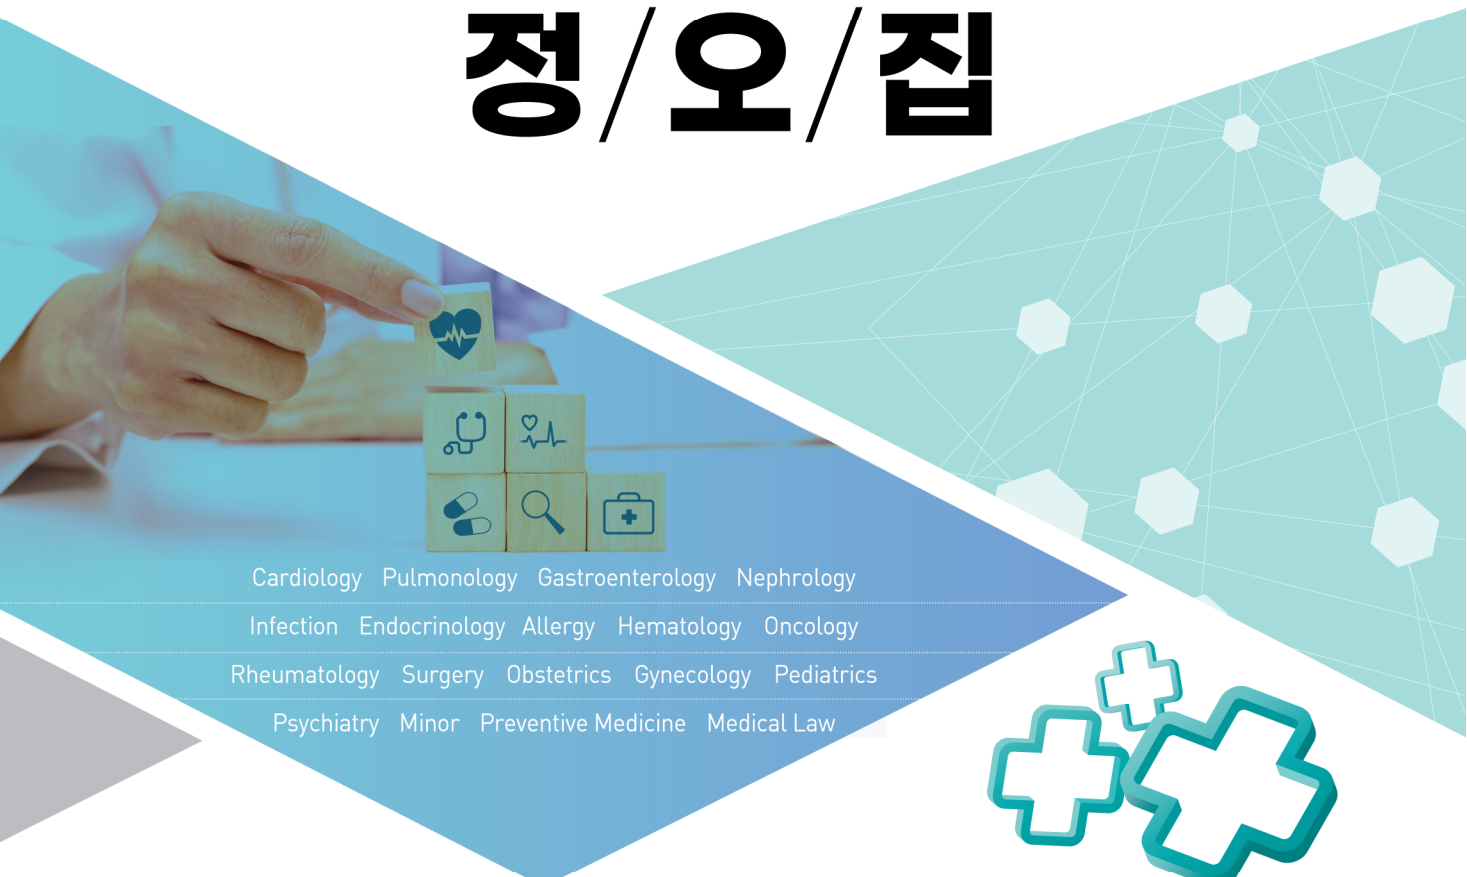 정/오/집
Cardiology Pulmonology Gastroenterology Nephrology
Infection Endocrinology Allergy Hematology Oncology
Rheumatology Surgery Obstetrics Gynecology Pediatrics
Psychiatry Minor Preventive Medicine Medical Law